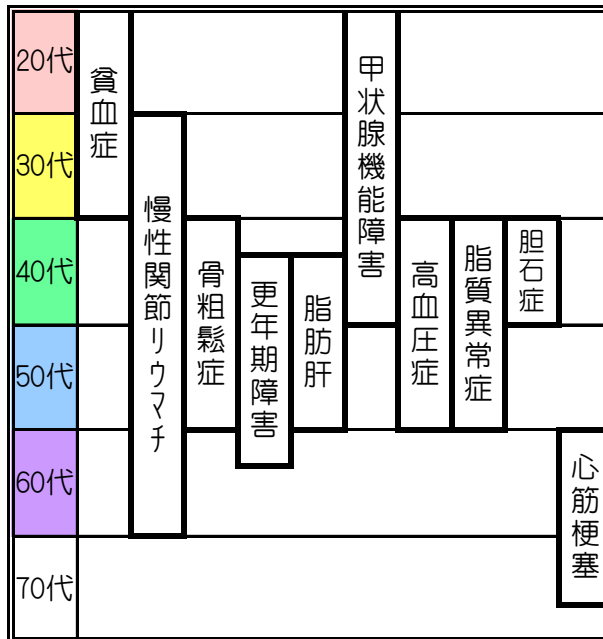 20代
30代
40代
50代
60代
70代
貧血症
慢性関節リウマチ
骨粗鬆症
更年期障害
脂肪肝
甲状腺機能障害
高血圧症
脂質異常症
胆石症
心筋梗塞